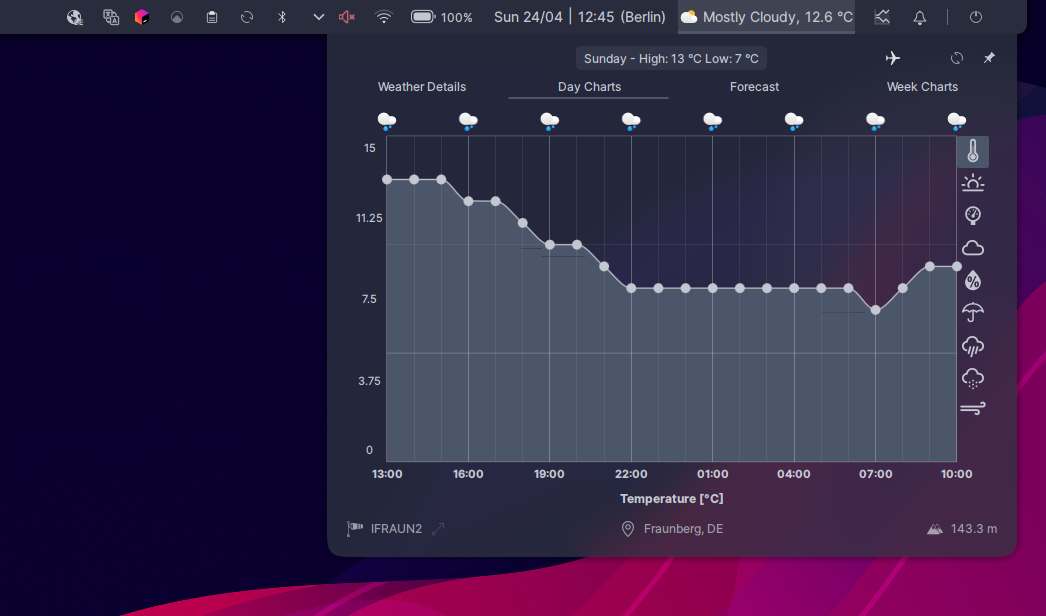 100% Sun 24/04 | 12:45 (Berlin) Mostly Cloudy, 12.6 °C
Sunday - High: 13 °C Low: 7 °C
Weather Details Day Charts Forecast Week Charts
15
11.25
7.5
3.75
0
13:00 16:00 19:00 22:00 01:00 04:00 07:00 10:00
Temperature [°C]
IFRAUN2 Fraunberg, DE 143.3 m